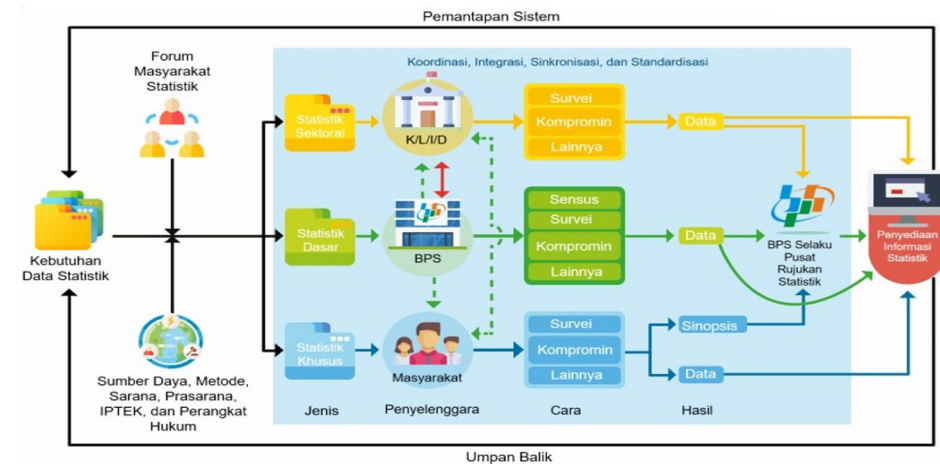 Pemantapan Sistem
Forum
Masyarakat
Statistik
Koordinasi, Integrasi, Sinkronisasi, dan Standardisasi
Statistik
Sektoral
K/L/I/D
Survei
Kompromin
Lainnya
Data
Kebutuhan
Data Statistik
Statistik
Dasar
BPS
Sensus
Survei
Kompromin
Lainnya
Data
BPS Selaku
Pusat
Rujukan
Statistik
Penyediaan
Informasi
Statistik
Sumber Daya, Metode,
Sarana, Prasarana,
IPTEK, dan Perangkat
Hukum
Statistik
Khusus
Masyarakat
Survei
Kompromin
Lainnya
Sinopsis
Data
Jenis
Penyelenggara
Cara
Hasil
Umpan Balik